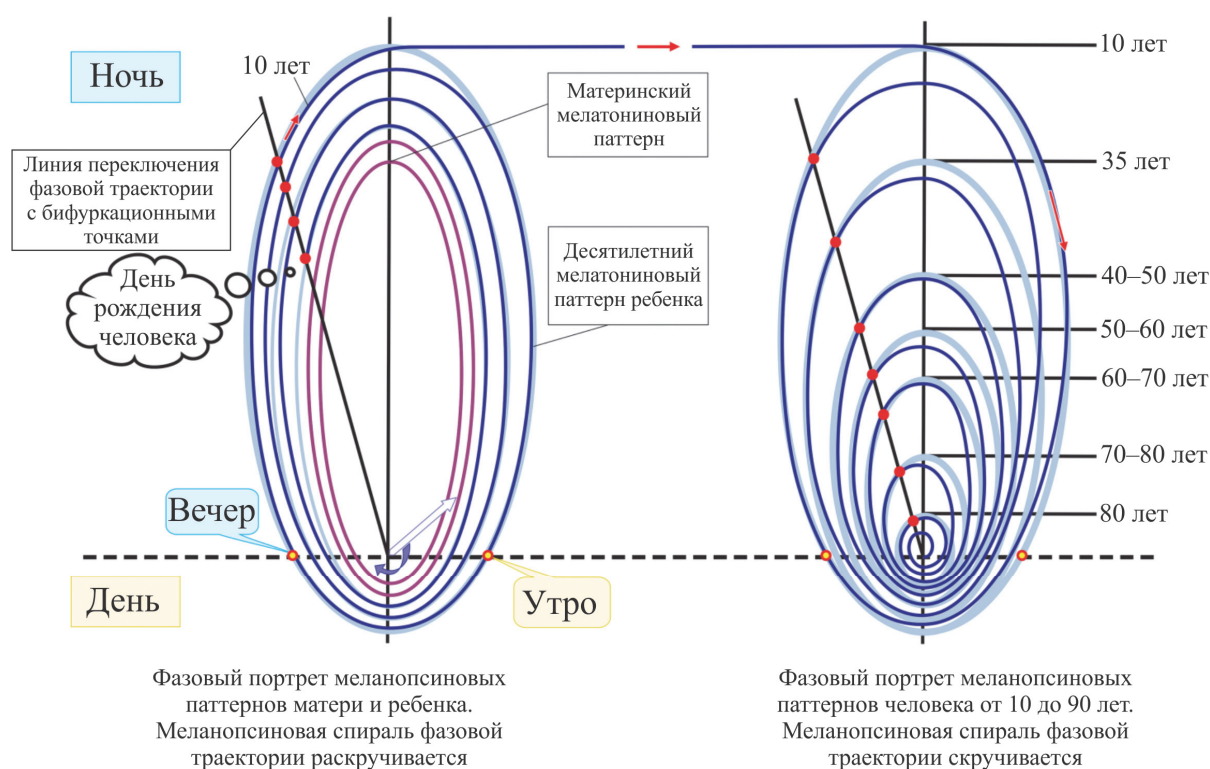 Ночь
10 лет
Линия переключения
фазовой траектории
с бифуркационными
точками
День
рождения
человека
Материнский
мелатониновый
паттерн
Десятилетний
мелатониновый
паттерн ребенка
Вечер
День
Утро
10 лет
35 лет
40–50 лет
50–60 лет
60–70 лет
70–80 лет
80 лет
Фазовый портрет меланопсиновых
паттернов матери и ребенка.
Меланопсиновая спираль фазовой
траектории раскручивается
Фазовый портрет меланопсиновых
паттернов человека от 10 до 90 лет.
Меланопсиновая спираль фазовой
траектории скручивается